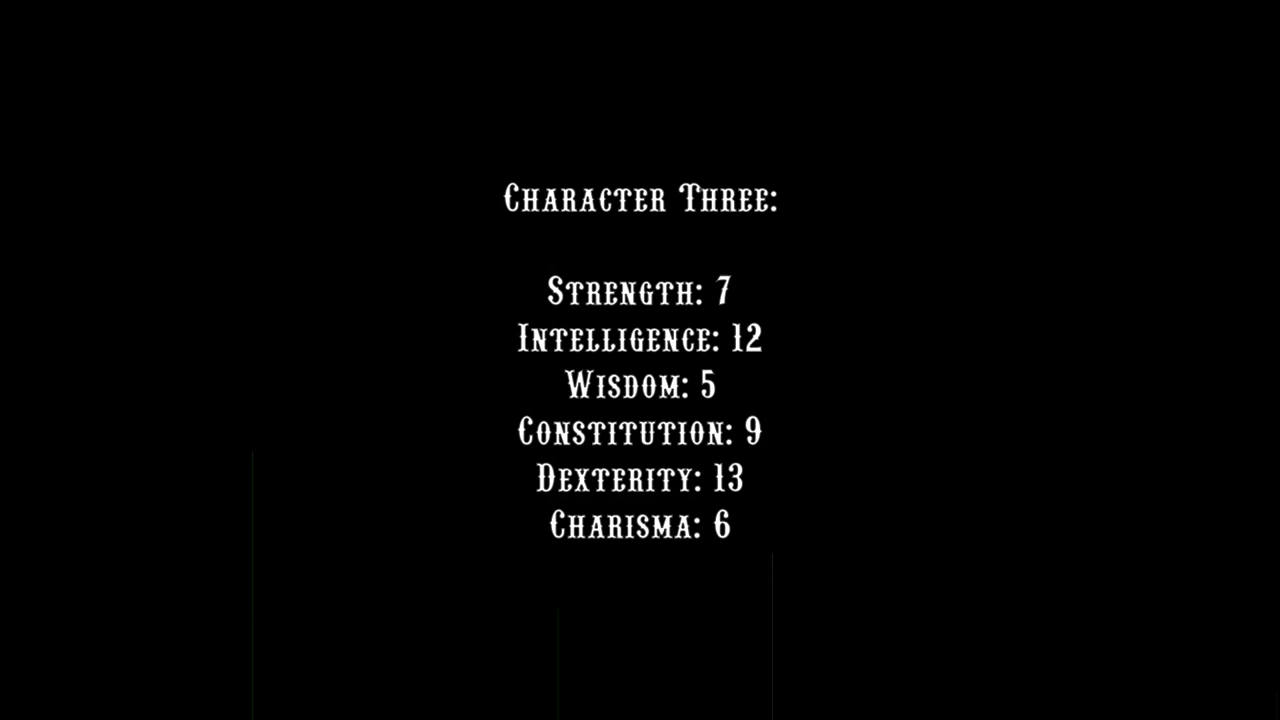 Character Three:
Strength: 7
Intelligence: 12
Wisdom: 5
Constitution: 9
Dexterity: 13
Charisma: 6